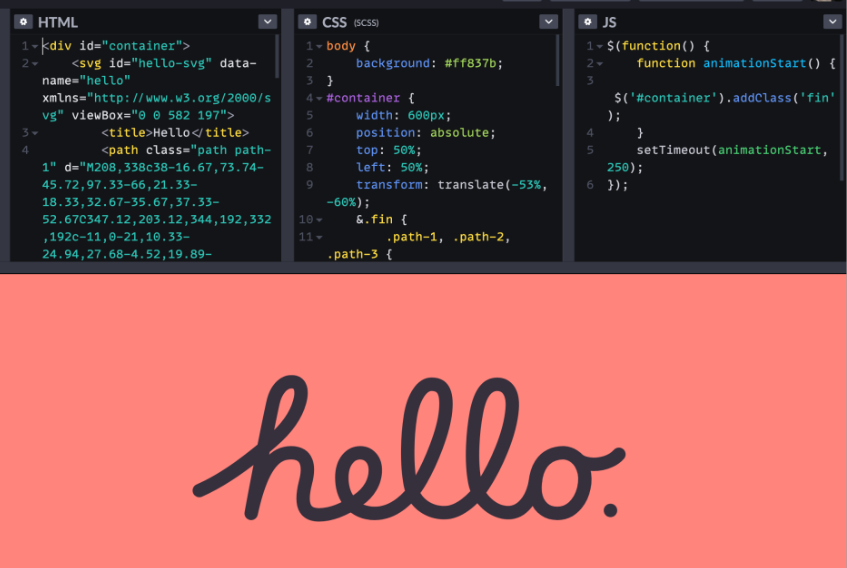 HTML
1 <div id="container">
2 <svg id="hello-svg" data-
name="hello"
xmlns="http://www.w3.org/2000/s
vg" viewBox="0 0 582 197">
3 <title>Hello</title>
4 <path class="path path-
1" d="M208,338c38-16.67,73.74-
45.72,97.33-66,21.33-
18.33,32.67-35.67,37.33-
52.67C347.12,203.12,344,192,332
,192c-11,0-21,10.33-
24.94,27.68-4.52,19.89-
CSS (SCSS)
1 body {
2 background: #ff837b;
3 }
4 #container {
5 width: 600px;
6 position: absolute;
7 top: 50%;
8 left: 50%;
9 transform: translate(-53%,
-60%);
10 &.fin {
11 .path-1, .path-2,
.path-3 {
JS
1 $(function() {
2 function animationStart() {
3
$('#container').addClass('fin'
);
4 }
5 setTimeout(animationStart,
250);
6 });
hello.